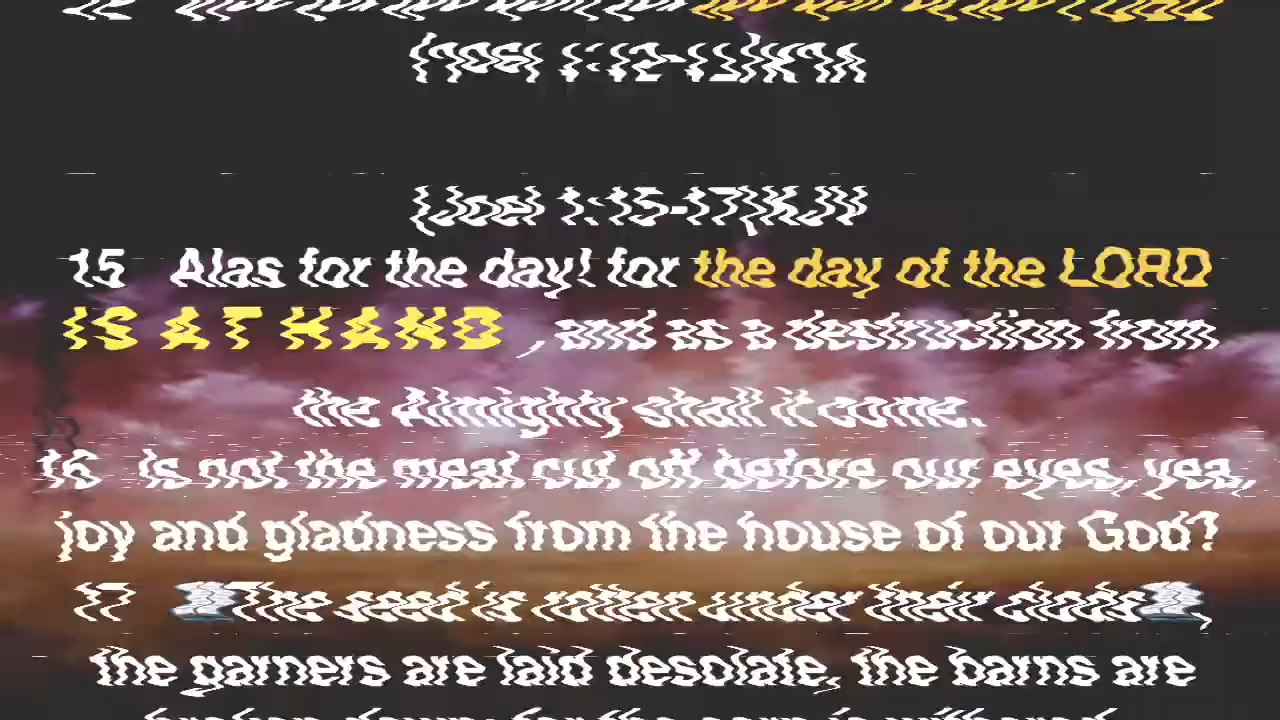 (Joel 1:15-17)KJV)
15 Alas for the day! for the day of the LORD
IS AT HAND , and as a destruction from
the Almighty shall it come.
16 Is not the meat cut off before our eyes, yea,
joy and gladness from the house of our God?
17 The seed is rotten under their clods ,
the garners are laid desolate, the barns are
broken down; for the corn is withered.